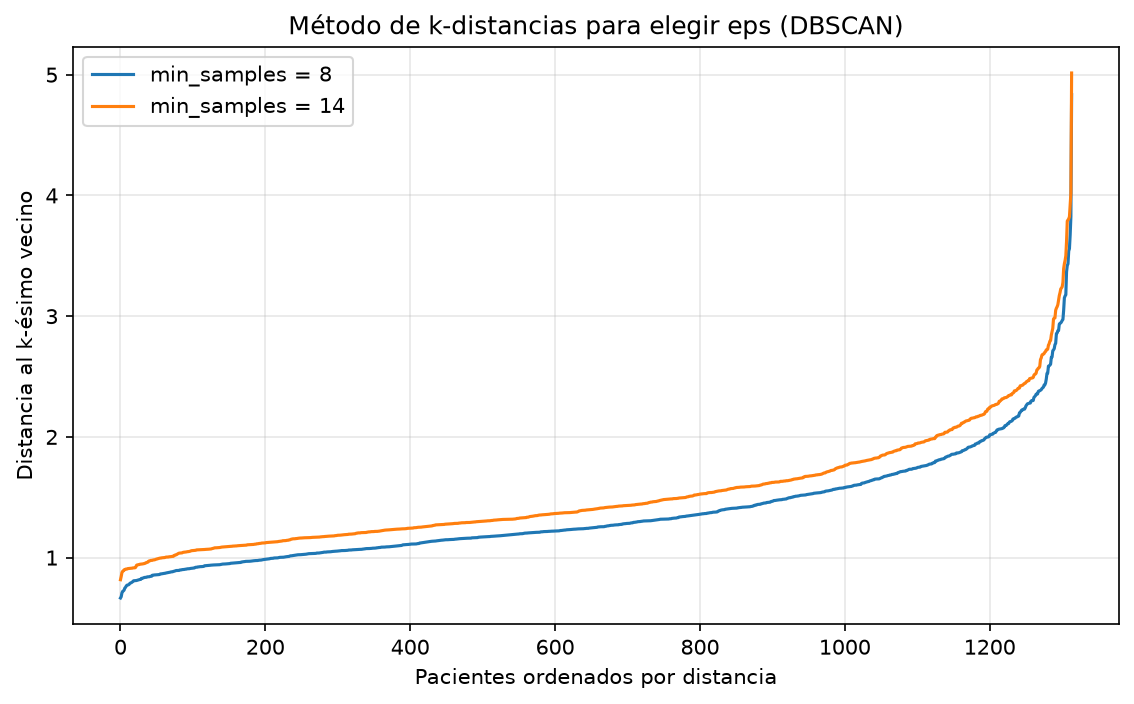 Método de k-distancias para elegir eps (DBSCAN)
min_samples = 8
min_samples = 14
Distancia al k-ésimo vecino
5
4
3
2
1
0 200 400 600 800 1000 1200
Pacientes ordenados por distancia